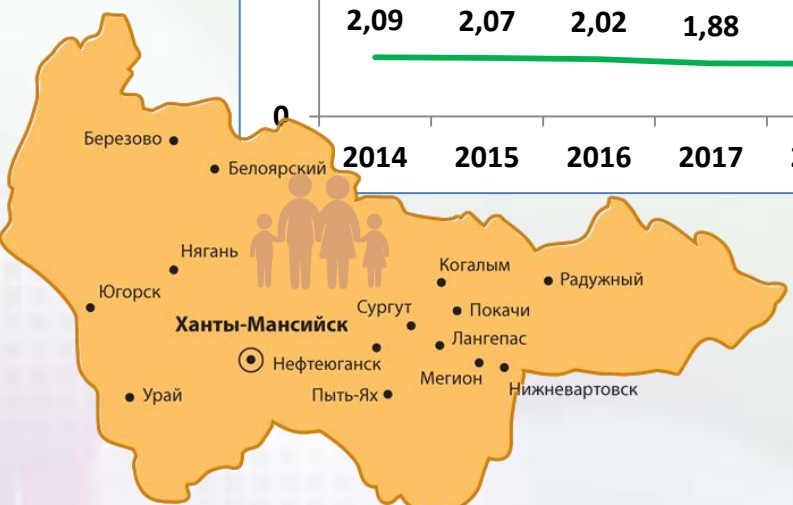 2,09 2,07 2,02 1,88
0
2014 2015 2016 2017
Березово
Белоярский
Нягань
Когалым
Радужный
Югорск
Сургут
Покачи
Ханты-Мансийск
Лангепас
Нефтеюганск
Мегион
Нижневартовск
Урай
Пыть-Ях